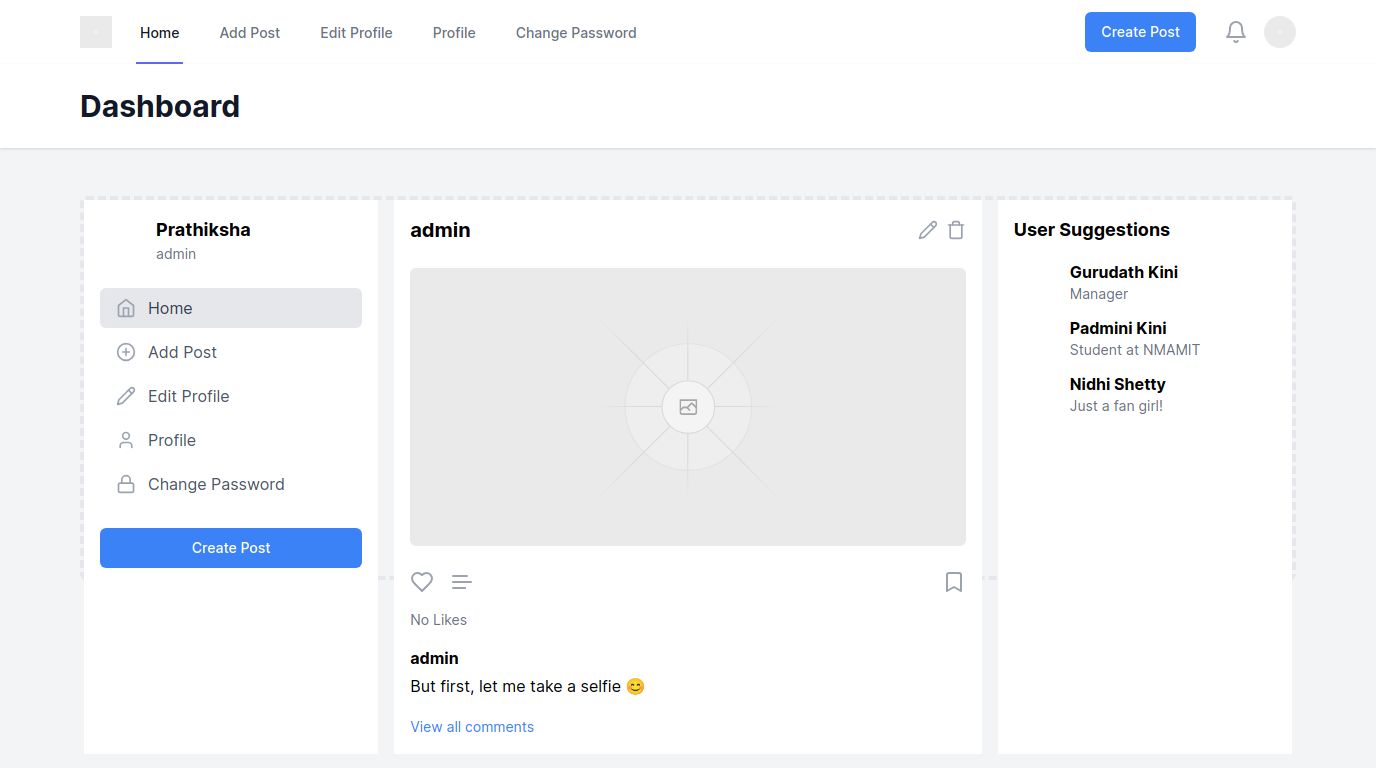 Home
Add Post
Edit Profile
Profile
Change Password
Create Post
Dashboard
Prathiksha
admin
Home
Add Post
Edit Profile
Profile
Change Password
Create Post
admin
No Likes
admin
But first, let me take a selfie 😊
View all comments
User Suggestions
Gurudath Kini
Manager
Padmini Kini
Student at NMAMIT
Nidhi Shetty
Just a fan girl!